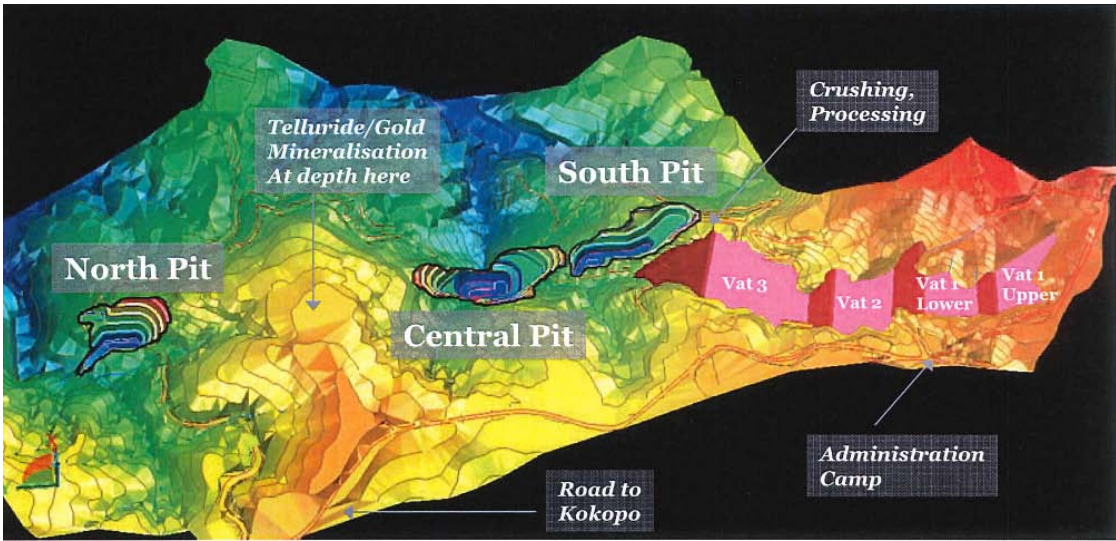 Crushing,
Processing
Telluride/Gold
Mineralisation
At depth here
South Pit
North Pit
Vat 3
Vat 2
Vat 1
Lower
Vat 1
Upper
Central Pit
Administration
Camp
Road to
Kokopo